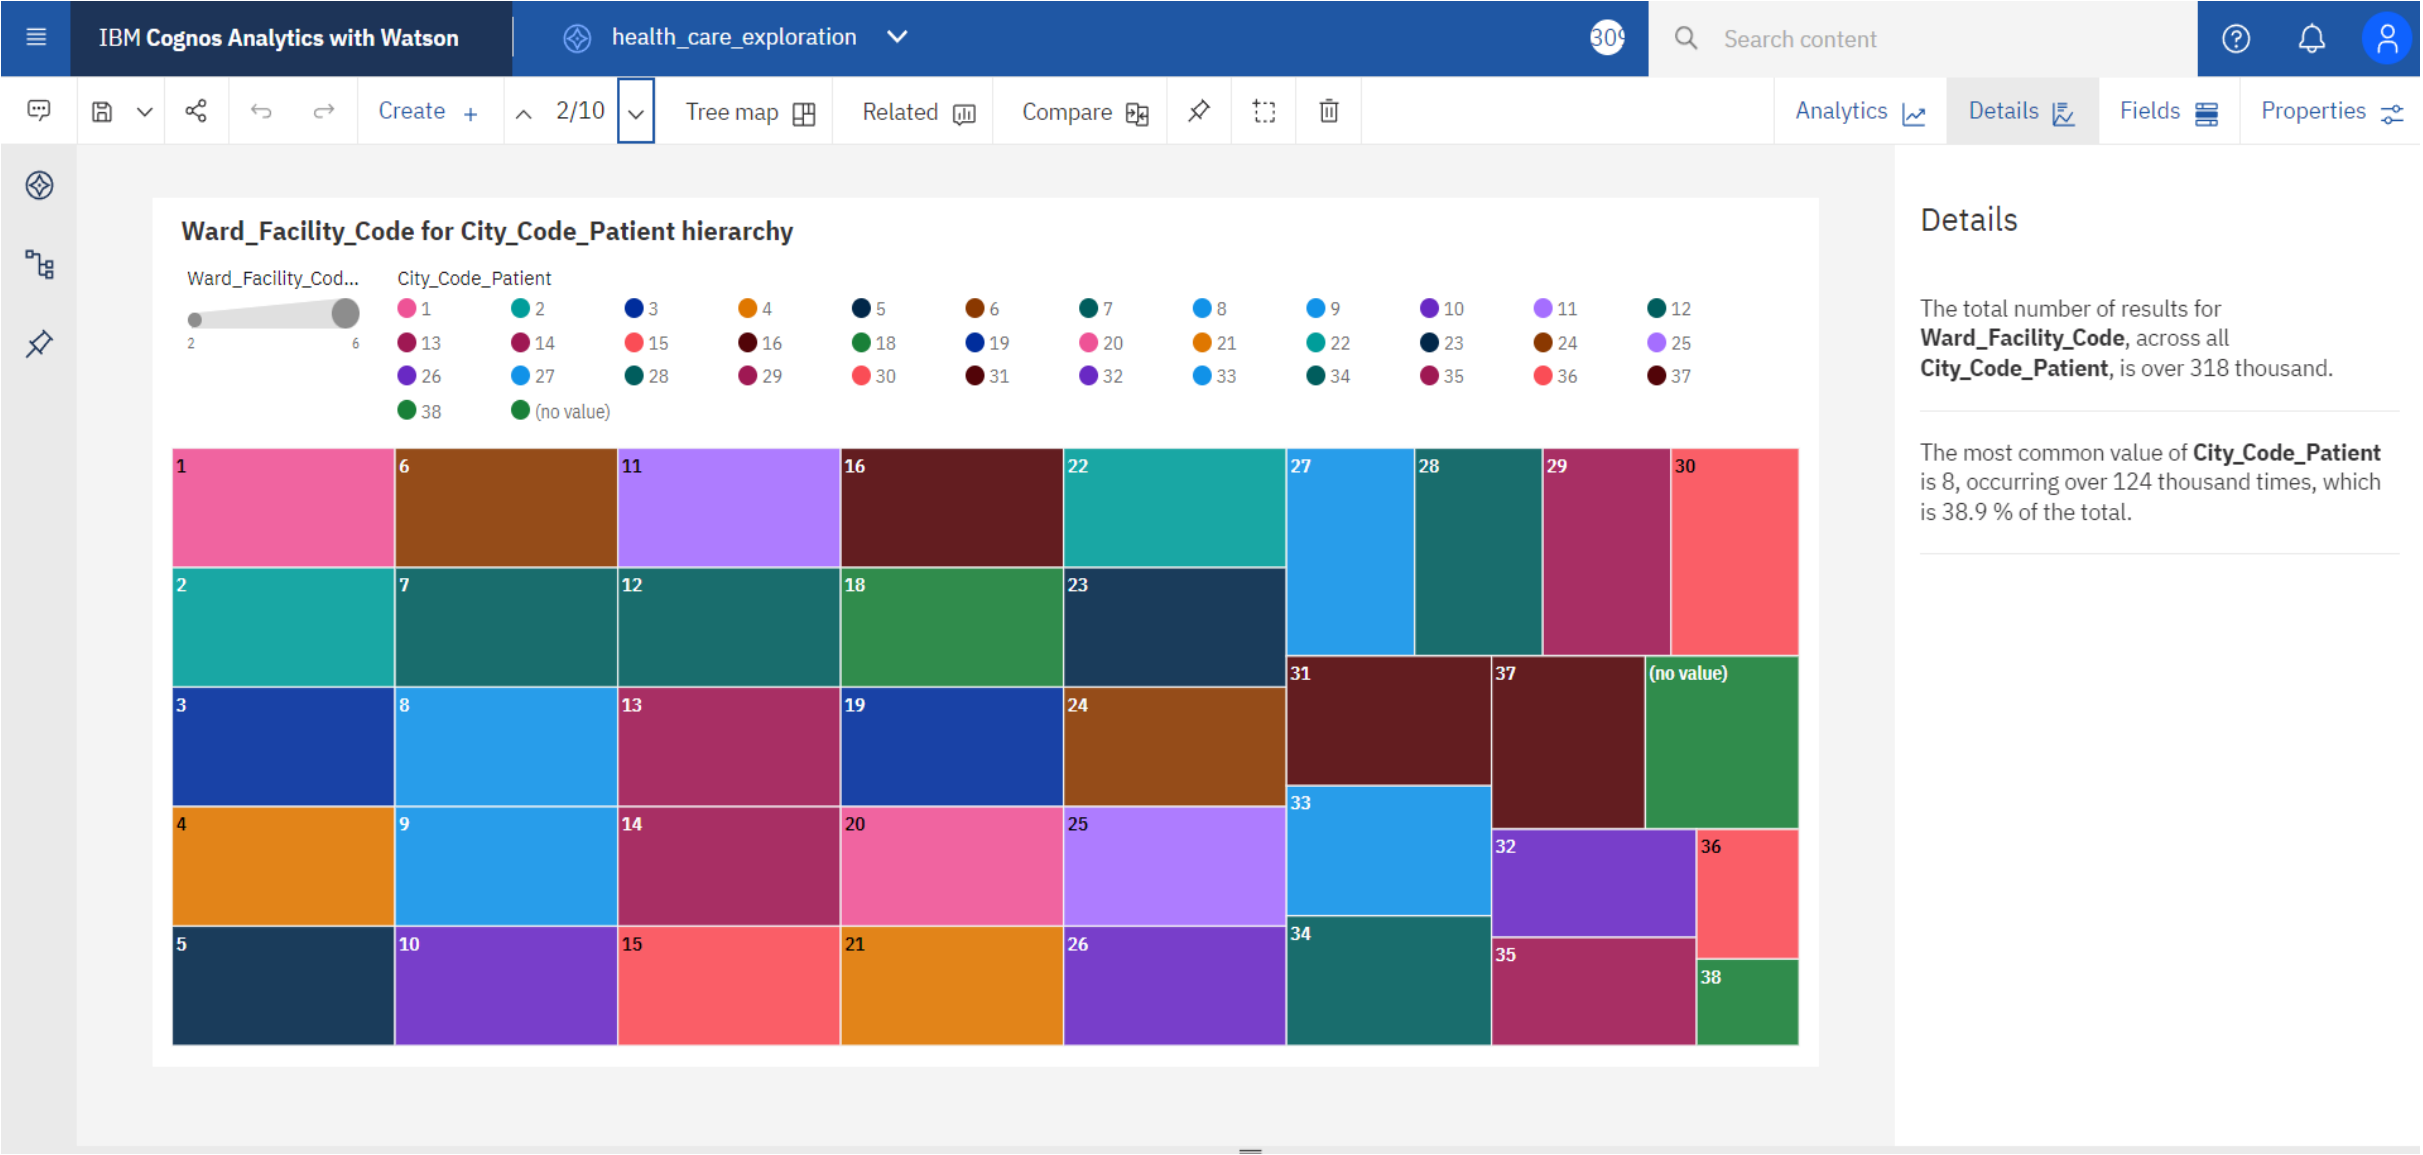 IBM Cognos Analytics with Watson
health_care_exploration
30%
Search content
Create +
2/10
Tree map
Related
Compare
Analytics
Details
Fields
Properties
Ward_Facility_Code for City_Code_Patient hierarchy
Ward_Facility_Cod...
2 6
City_Code_Patient
1 2 3 4 5 6 7 8 9 10 11 12
13 14 15 16 18 19 20 21 22 23 24 25
26 27 28 29 30 31 32 33 34 35 36 37
38 (no value)
1 6 11 16 22 27 28 29 30
2 7 12 18 23
31 37 (no value)
3 8 13 19 24
33
4 9 14 20 25
32 36
34
5 10 15 21 26
35
38
Details
The total number of results for
Ward_Facility_Code, across all
City_Code_Patient, is over 318 thousand.
The most common value of City_Code_Patient
is 8, occurring over 124 thousand times, which
is 38.9 % of the total.